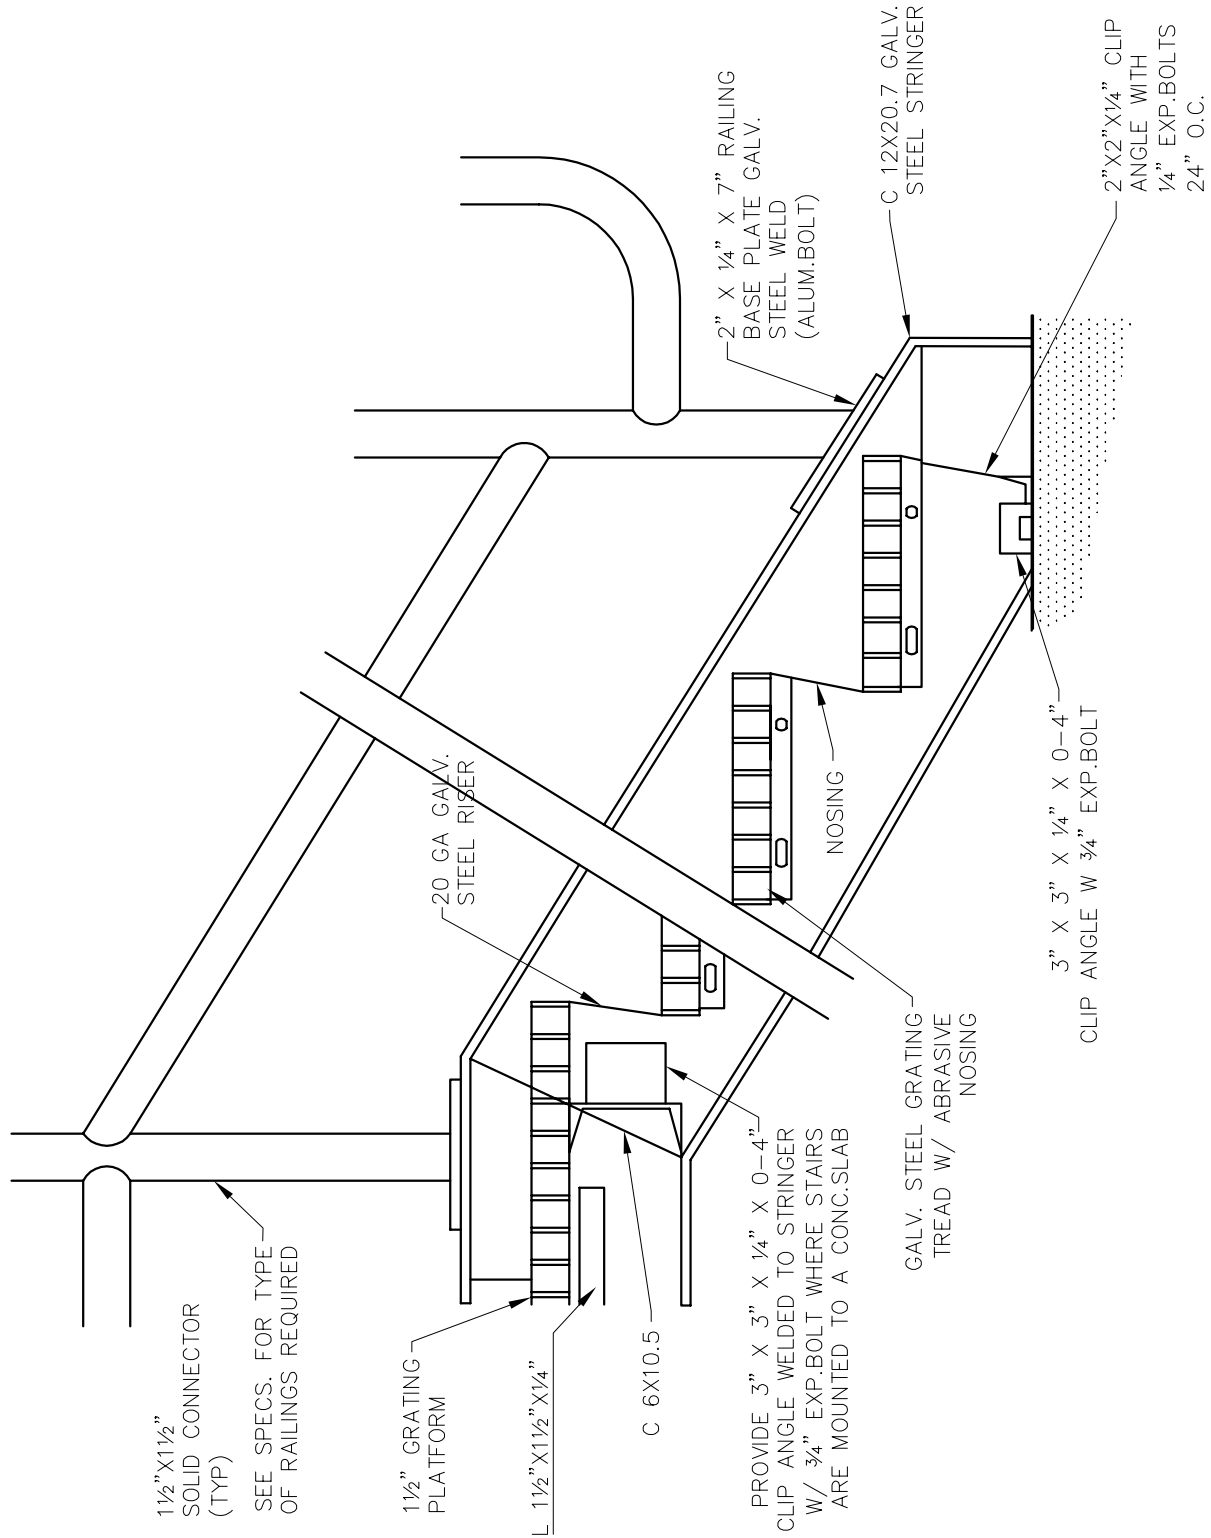 1½"X1½"
SOLID CONNECTOR
(TYP)
SEE SPECS. FOR TYPE
OF RAILINGS REQUIRED
1½" GRATING
PLATFORM
L 1½"X1½"X¼"
C 6X10.5
PROVIDE 3" X 3" X ¼" X 0-4"
CLIP ANGLE WELDED TO STRINGER
W/ ¾" EXP.BOLT WHERE STAIRS
ARE MOUNTED TO A CONC.SLAB
20 GA GALV.
STEEL RISER
GALV. STEEL GRATING
TREAD W/ ABRASIVE
NOSING
NOSING
3" X 3" X ¼" X 0-4"
CLIP ANGLE W ¾" EXP.BOLT
2" X ¼" X 7" RAILING
BASE PLATE GALV.
STEEL WELD
(ALUM.BOLT)
C 12X20.7 GALV.
STEEL STRINGER
2"X2"X¼" CLIP
ANGLE WITH
¼" EXP.BOLTS
24" O.C.